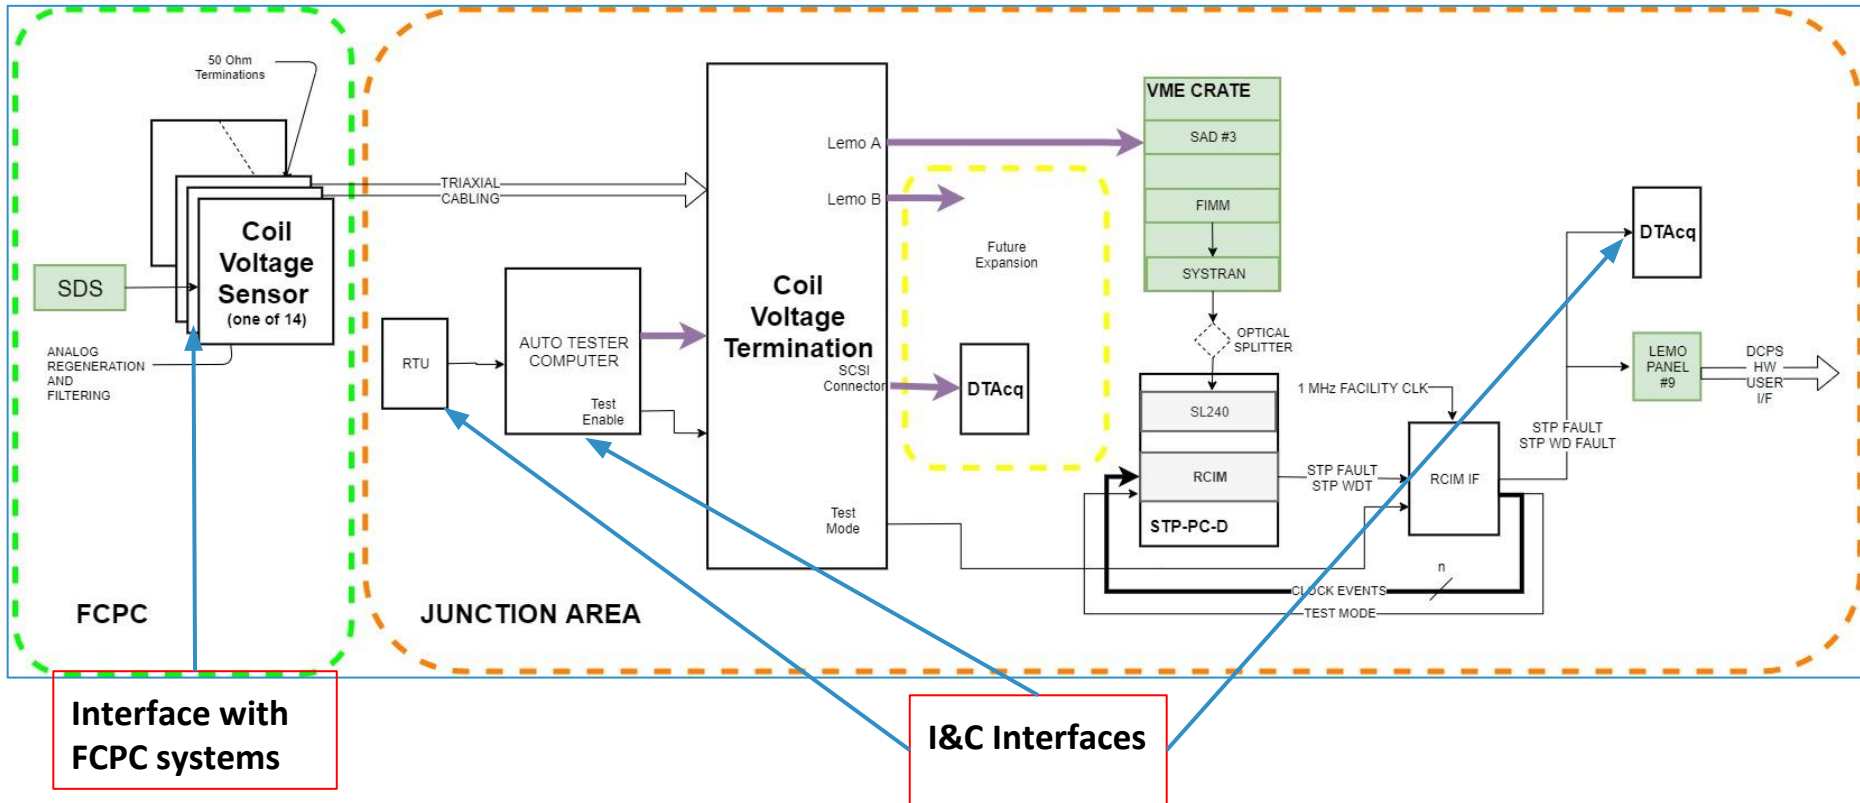 50 Ohm
Terminations
Coil
Voltage
Sensor
(one of 14)
SDS
ANALOG
REGENERATION
AND
FILTERING
FCPC
TRIAXIAL
CABLING
RTU
AUTO TESTER
COMPUTER
Test
Enable
JUNCTION AREA
Lemo A
Lemo B
Coil
Voltage
Termination
SCSI
Connector
Test
Mode
Future
Expansion
DTAcq
VME CRATE
SAD #3
FIMM
SYSTRAN
OPTICAL
SPLITTER
SL240
RCIM
STP-PC-D
1 MHz FACILITY CLK
STP FAULT
STP WDT
RCIM IF
n
CLOCK EVENTS
TEST MODE
STP FAULT
STP WD FAULT
DTAcq
LEMO
PANEL
#9
DCPS
HW
USER
I/F
Interface with
FCPC systems
I&C Interfaces